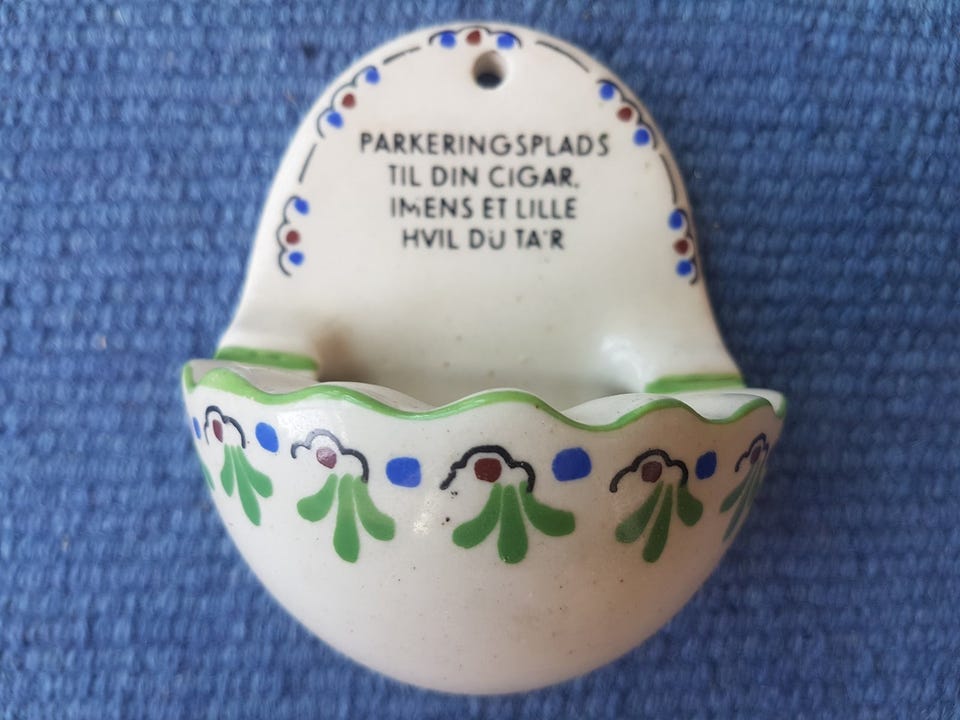 PARKERINGSPLADS
TIL DIN CIGAR,
IMENS ET LILLE
HVIL DU TA'R